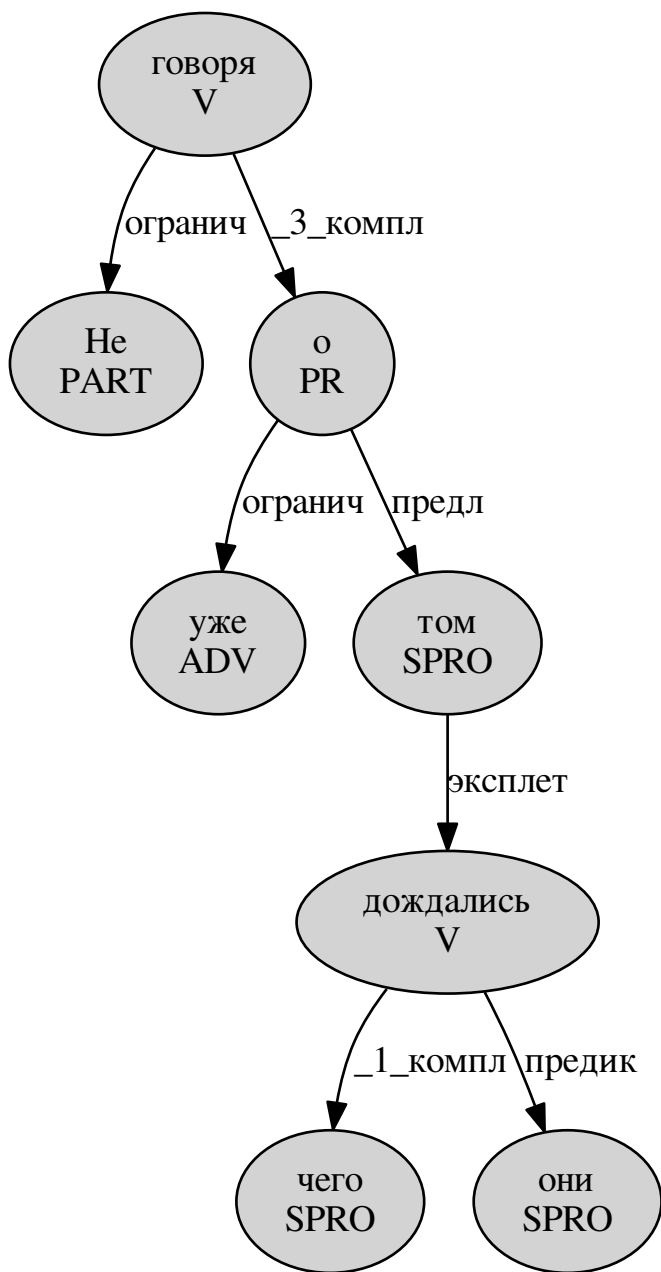 говоря
V
огранич
_3_компл
Не
PART
о
PR
огранич
предл
уже
ADV
том
SPRO
эксплет
дождались
V
_1_компл
предик
чего
SPRO
они
SPRO